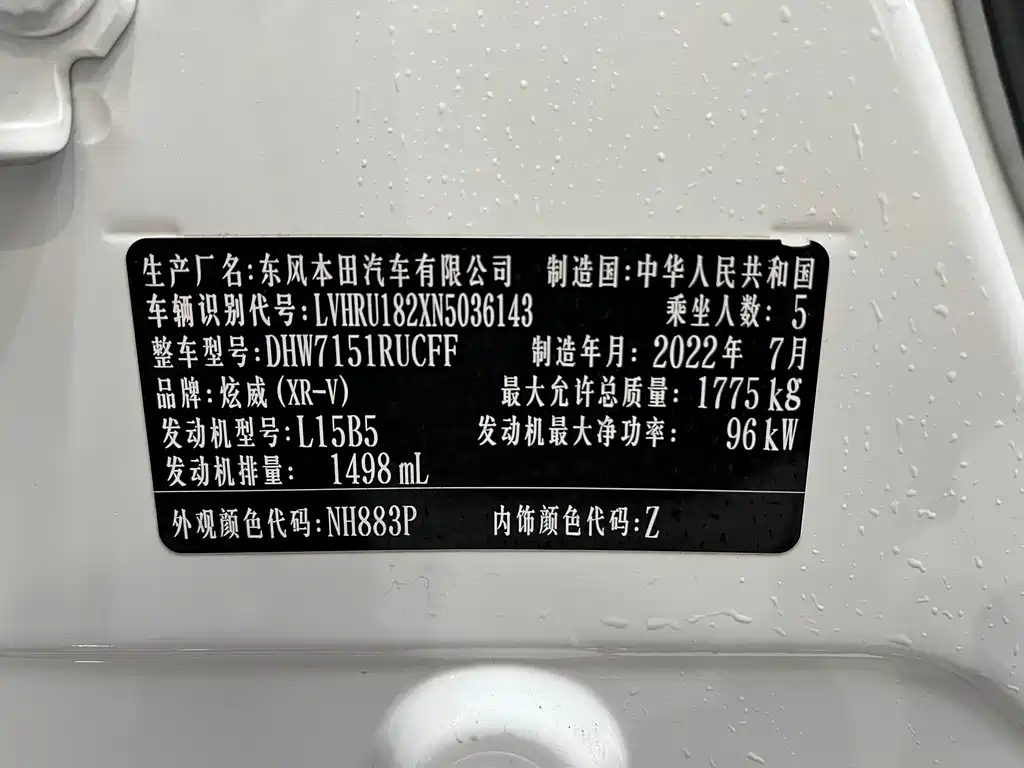 生产厂名:东风本田汽车有限公司 制造国:中华人民共和国
车辆识别代号:LVHRU182XN5036143 乘坐人数: 5
整车型号:DHW7151RUCFF 制造年月: 2022年 7月
品牌: 炫威(XR-V) 最大允许总质量: 1775 kg
发动机型号:L15B5 发动机最大净功率: 96 kW
发动机排量: 1498 mL
外观颜色代码:NH883P 内饰颜色代码:Z